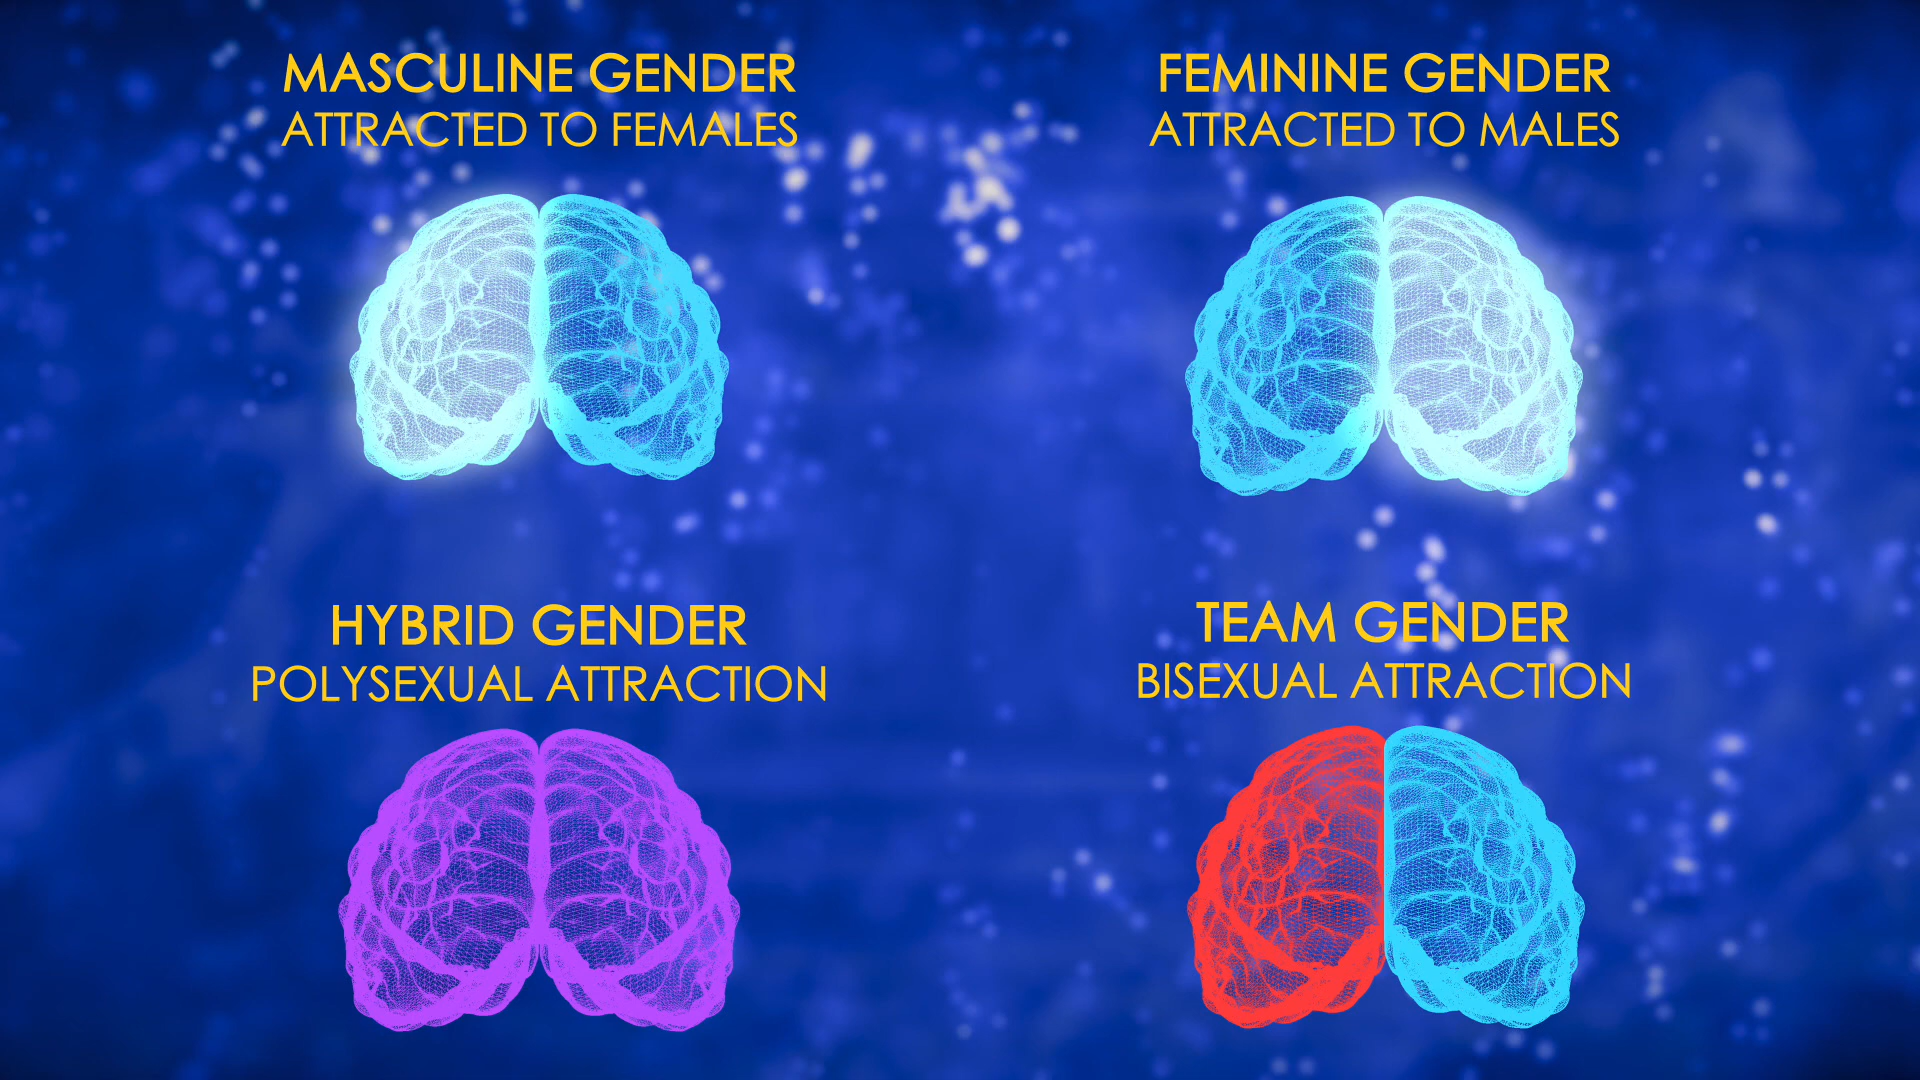 MASCULINE GENDER
ATTRACTED TO FEMALES
FEMININE GENDER
ATTRACTED TO MALES
HYBRID GENDER
POLYSEXUAL ATTRACTION
TEAM GENDER
BISEXUAL ATTRACTION